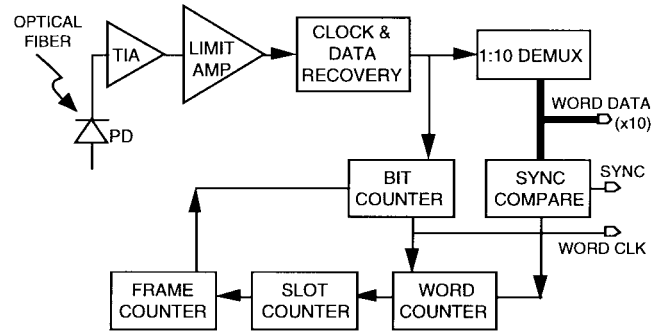 OPTICAL
FIBER
TIA
LIMIT
AMP
CLOCK &
DATA
RECOVERY
1:10 DEMUX
WORD DATA
(x10)
PD
BIT
COUNTER
SYNC
COMPARE
SYNC
WORD CLK
FRAME
COUNTER
SLOT
COUNTER
WORD
COUNTER